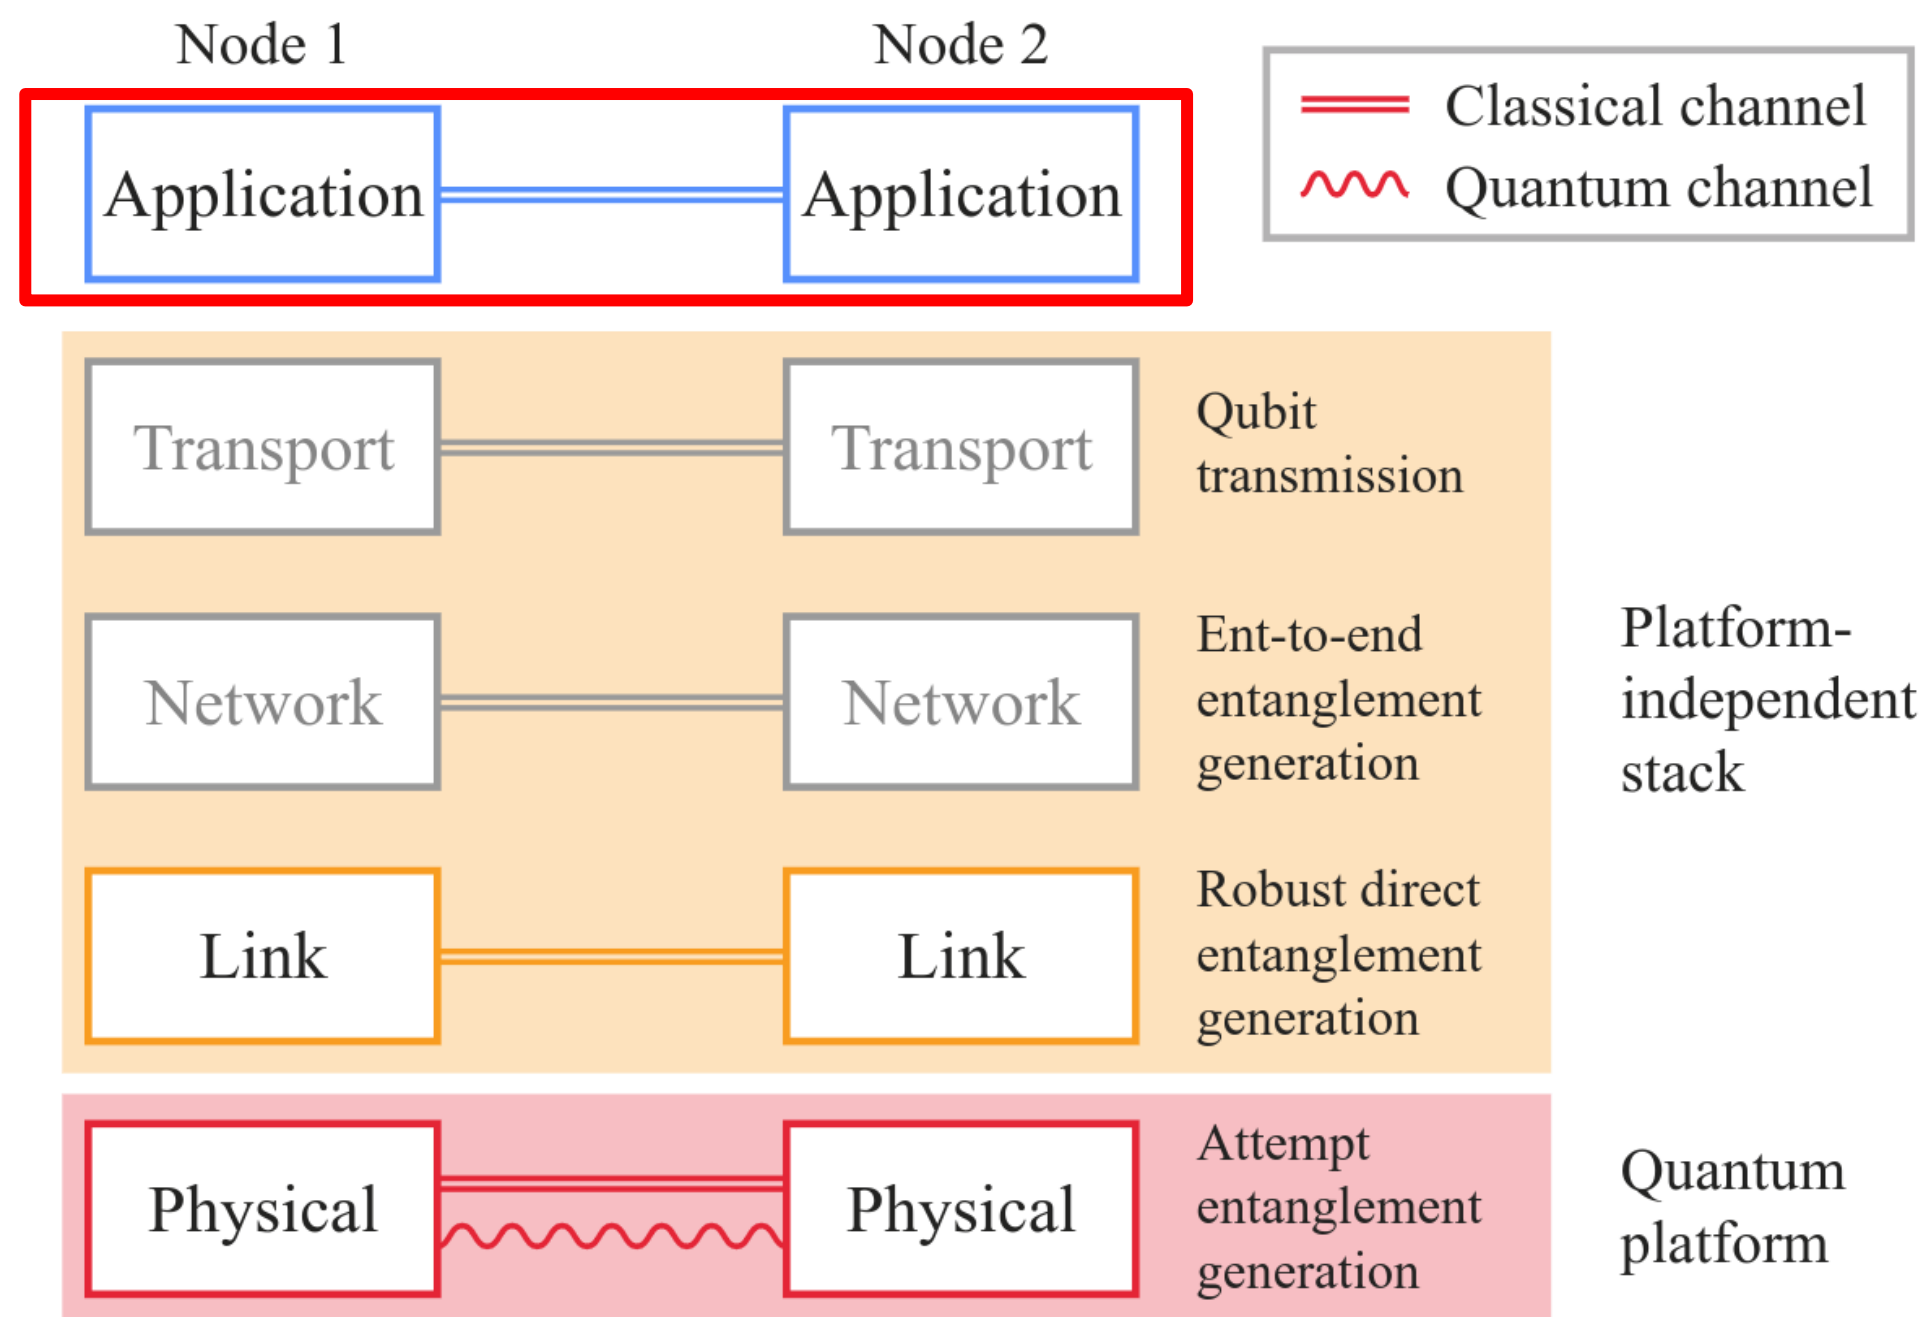 Node 1
Node 2
Classical channel
Quantum channel
Application
Application
Transport
Transport
Qubit
transmission
Network
Network
Ent-to-end
entanglement
generation
Platform-
independent
stack
Link
Link
Robust direct
entanglement
generation
Physical
Physical
Attempt
entanglement
generation
Quantum
platform